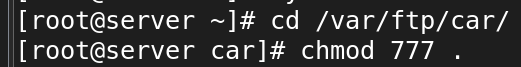 [root@server ~]# cd /var/ftp/car/
[root@server car]# chmod 777 .